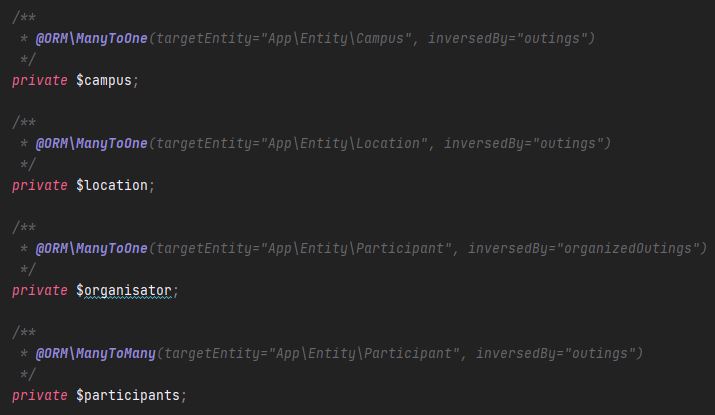 /**
 * @ORM\ManyToOne(targetEntity="App\Entity\Campus", inversedBy="outings")
 */
private $campus;

/**
 * @ORM\ManyToOne(targetEntity="App\Entity\Location", inversedBy="outings")
 */
private $location;

/**
 * @ORM\ManyToOne(targetEntity="App\Entity\Participant", inversedBy="organizedOutings")
 */
private $organisator;

/**
 * @ORM\ManyToMany(targetEntity="App\Entity\Participant", inversedBy="outings")
 */
private $participants;